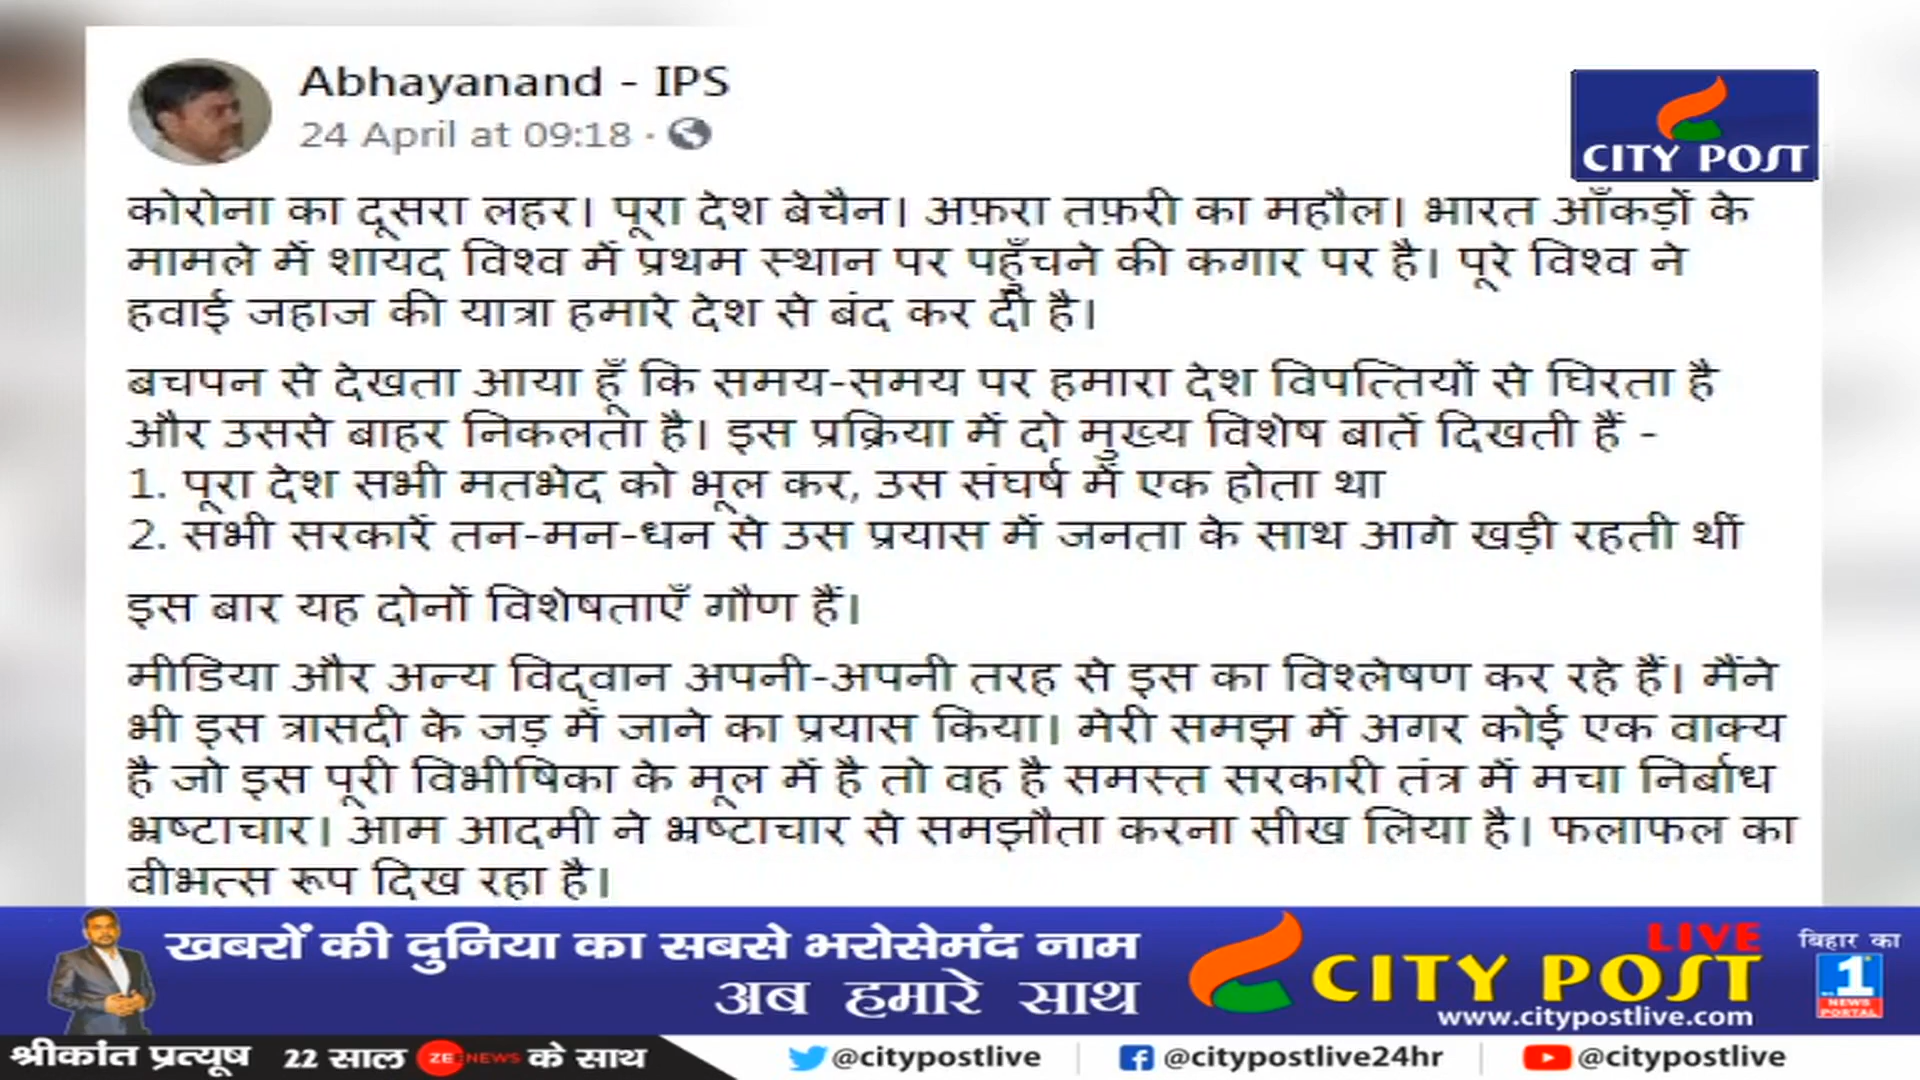 Abhayanand - IPS
24 April at 09:18 ·
CITY POST
कोरोना का दूसरा लहर। पूरा देश बेचैन। अफ़रा तफ़री का महौल। भारत आँकड़ों के
मामले में शायद विश्व में प्रथम स्थान पर पहुँचने की कगार पर है। पूरे विश्व ने
हवाई जहाज की यात्रा हमारे देश से बंद कर दी है।
बचपन से देखता आया हूँ कि समय-समय पर हमारा देश विपत्तियों से घिरता है
और उससे बाहर निकलता है। इस प्रक्रिया में दो मुख्य विशेष बातें दिखती हैं -
1. पूरा देश सभी मतभेद को भूल कर, उस संघर्ष में एक होता था
2. सभी सरकारें तन-मन-धन से उस प्रयास में जनता के साथ आगे खड़ी रहती थीं
इस बार यह दोनों विशेषताएँ गौण हैं।
मीडिया और अन्य विद्वान अपनी-अपनी तरह से इस का विश्लेषण कर रहे हैं। मैंने
भी इस त्रासदी के जड़ में जाने का प्रयास किया। मेरी समझ में अगर कोई एक वाक्य
है जो इस पूरी विभीषिका के मूल में है तो वह है समस्त सरकारी तंत्र में मचा निर्बाध
भ्रष्टाचार। आम आदमी ने भ्रष्टाचार से समझौता करना सीख लिया है। फलाफल का
वीभत्स रूप दिख रहा है।
खबरों की दुनिया का सबसे भरोसेमंद नाम
अब हमारे साथ
LIVE
CITY POST
www.citypostlive.com
बिहार का
1
NEWS
PORTAL
श्रीकांत प्रत्यूष 22 साल ZEE NEWS के साथ
@citypostlive @citypostlive24hr @citypostlive